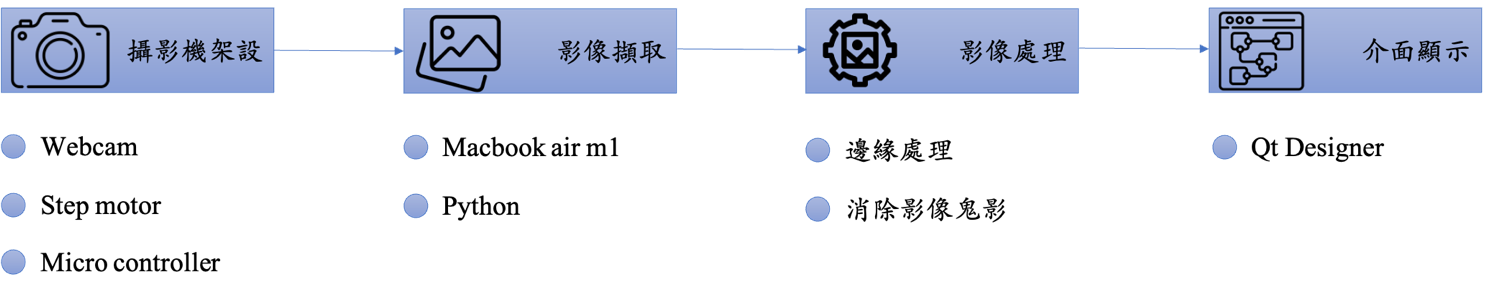 攝影機架設
影像擷取
影像處理
介面顯示
Webcam
Step motor
Micro controller
Macbook air m1
Python
邊緣處理
消除影像鬼影
Qt Designer